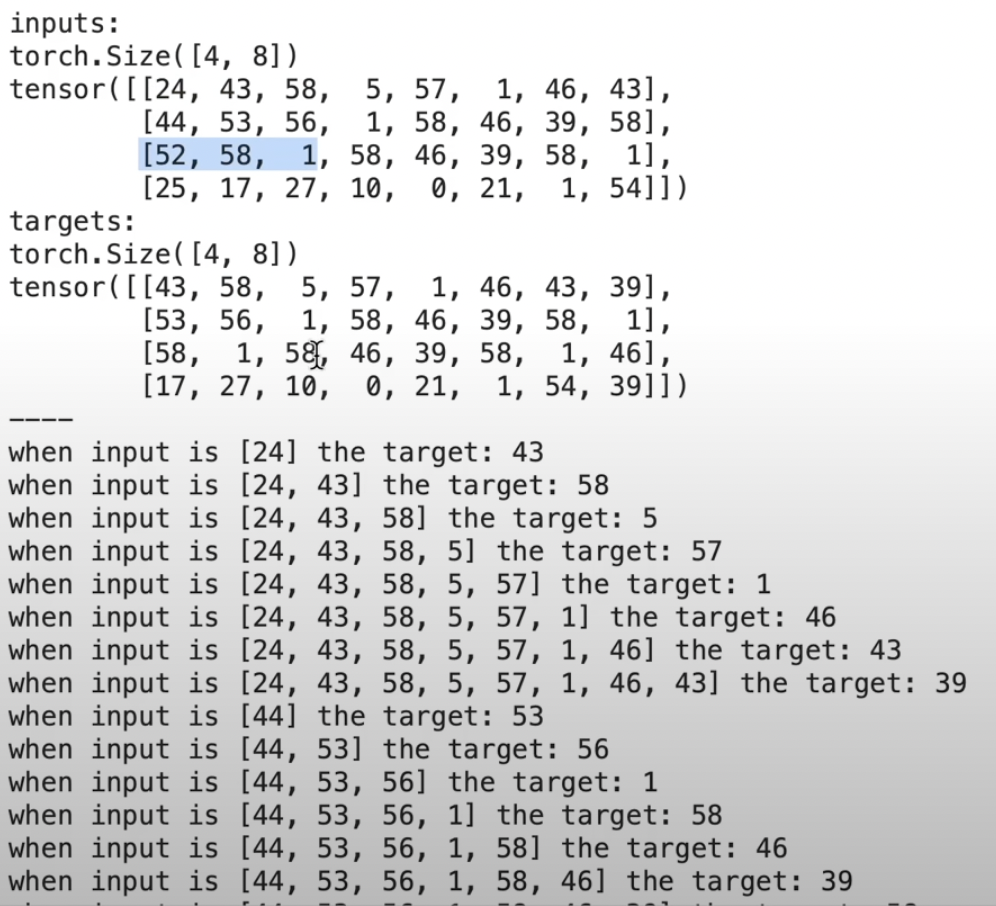 inputs:
torch.Size([4, 8])
tensor([[24, 43, 58,  5, 57,  1, 46, 43],
        [44, 53, 56,  1, 58, 46, 39, 58],
        [52, 58,  1, 58, 46, 39, 58,  1],
        [25, 17, 27, 10,  0, 21,  1, 54]])
targets:
torch.Size([4, 8])
tensor([[43, 58,  5, 57,  1, 46, 43, 39],
        [53, 56,  1, 58, 46, 39, 58,  1],
        [58,  1, 58, 46, 39, 58,  1, 46],
        [17, 27, 10,  0, 21,  1, 54, 39]])
----
when input is [24] the target: 43
when input is [24, 43] the target: 58
when input is [24, 43, 58] the target: 5
when input is [24, 43, 58, 5] the target: 57
when input is [24, 43, 58, 5, 57] the target: 1
when input is [24, 43, 58, 5, 57, 1] the target: 46
when input is [24, 43, 58, 5, 57, 1, 46] the target: 43
when input is [24, 43, 58, 5, 57, 1, 46, 43] the target: 39
when input is [44] the target: 53
when input is [44, 53] the target: 56
when input is [44, 53, 56] the target: 1
when input is [44, 53, 56, 1] the target: 58
when input is [44, 53, 56, 1, 58] the target: 46
when input is [44, 53, 56, 1, 58, 46] the target: 39